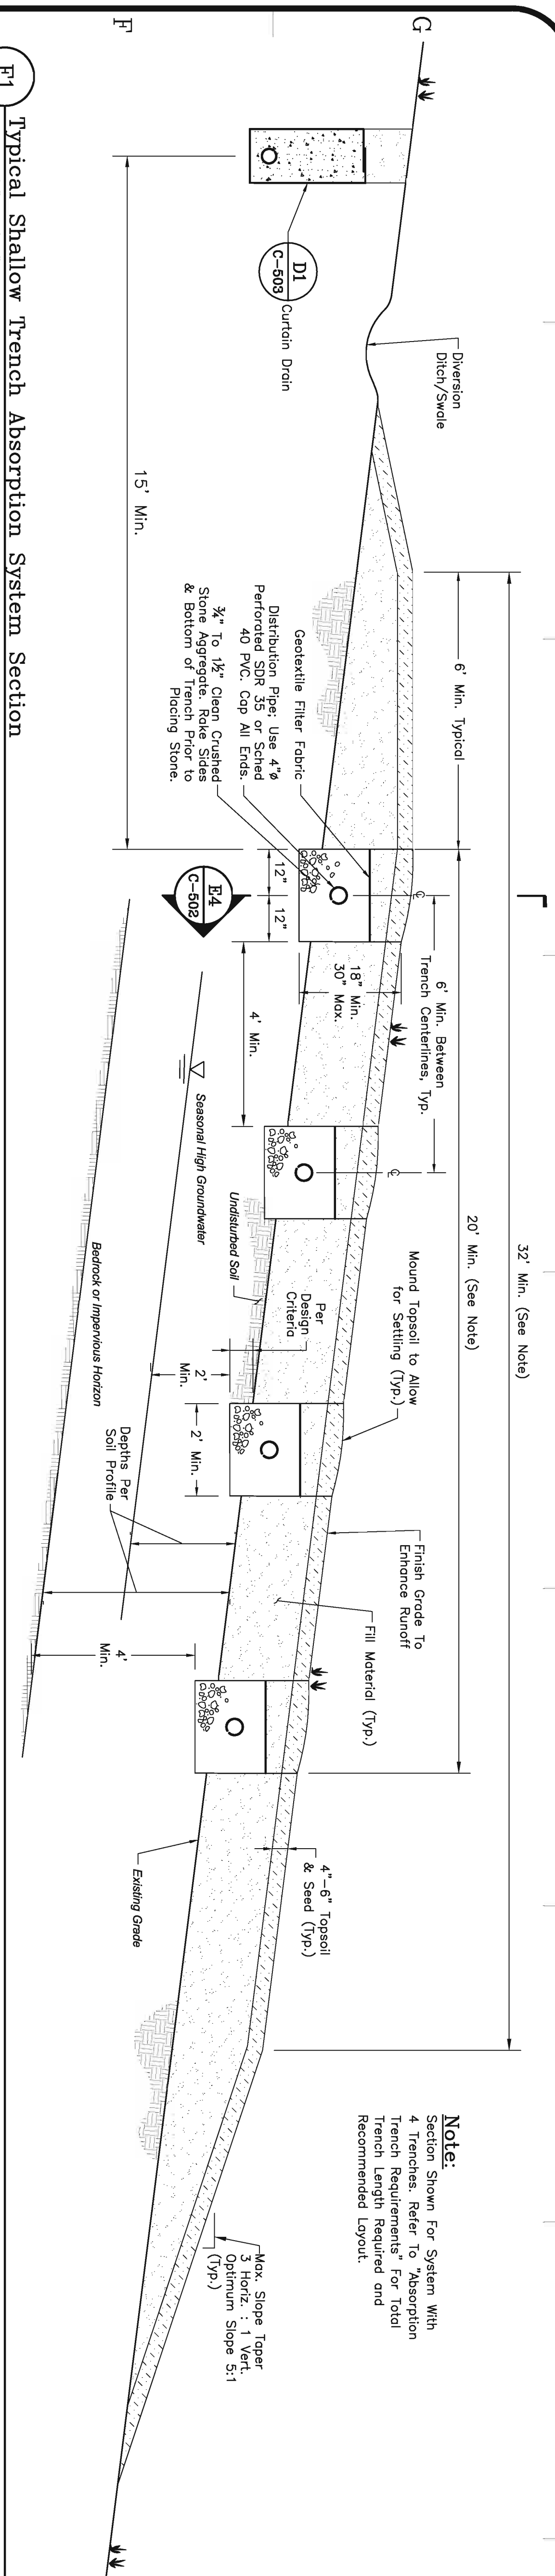 G
F
D1
C-503
Curtain Drain
Diversion
Ditch/Swale
15' Min.
32' Min. (See Note)
6' Min. Typical
20' Min. (See Note)
6' Min. Between
Trench Centerlines, Typ.
Geotextile Filter Fabric
Distribution Pipe; Use 4"ø
Perforated SDR 35 or Sched
40 PVC. Cap All Ends.
¾" To 1½" Clean Crushed
Stone Aggregate. Rake Sides
& Bottom of Trench Prior to
Placing Stone.
12"
12"
℄
℄
18" Min.
30" Max.
4' Min.
E4
C-502
Seasonal High Groundwater
Bedrock or Impervious Horizon
Undisturbed Soil
Per
Design
Criteria
2'
Min.
2' Min.
Mound Topsoil to Allow
for Settling (Typ.)
Depths Per
Soil Profile
Finish Grade To
Enhance Runoff
Fill Material (Typ.)
4'
Min.
4"-6" Topsoil
& Seed (Typ.)
Existing Grade
Max. Slope Taper
3 Horiz. : 1 Vert.
Optimum Slope 5:1
(Typ.)
Note:
Section Shown For System With
4 Trenches. Refer To "Absorption
Trench Requirements" For Total
Trench Length Required and
Recommended Layout.
F1
Typical Shallow Trench Absorption System Section